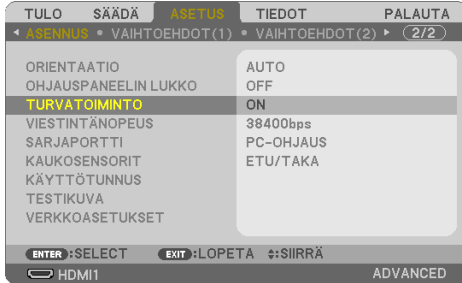 TULO SÄÄDÄ ASETUS TIEDOT PALAUTA
◂ ASENNUS • VAIHTOEHDOT(1) • VAIHTOEHDOT(2) ▸ 2/2
ORIENTAATIO AUTO
OHJAUSPANEELIN LUKKO OFF
TURVATOIMINTO ON
VIESTINTÄNOPEUS 38400bps
SARJAPORTTI PC-OHJAUS
KAUKOSENSORIT ETU/TAKA
KÄYTTÖTUNNUS
TESTIKUVA
VERKKOASETUKSET
ENTER :SELECT EXIT :LOPETA :SIIRRÄ
HDMI1 ADVANCED